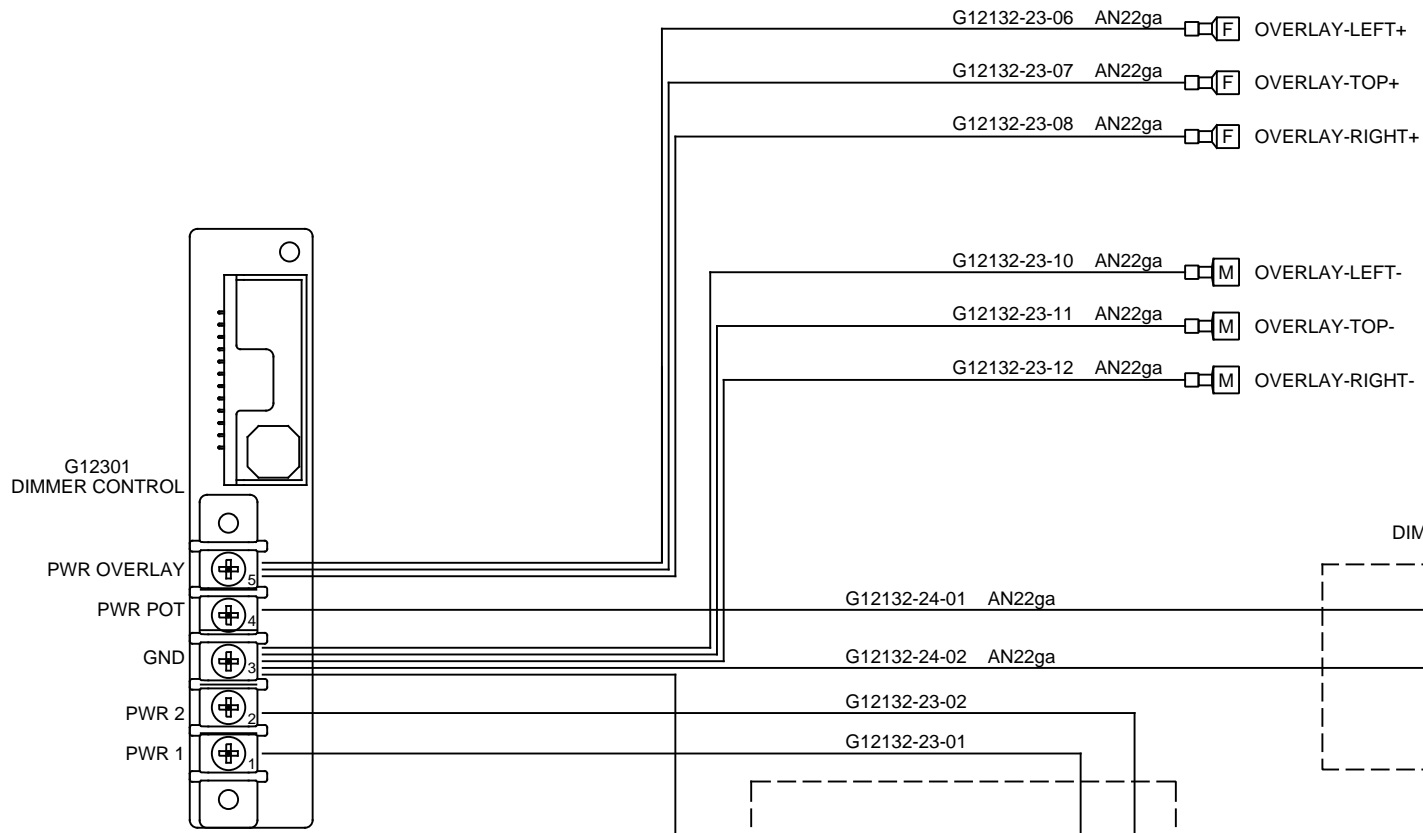 G12132-23-06 AN22ga F OVERLAY-LEFT+
G12132-23-07 AN22ga F OVERLAY-TOP+
G12132-23-08 AN22ga F OVERLAY-RIGHT+
G12132-23-10 AN22ga M OVERLAY-LEFT-
G12132-23-11 AN22ga M OVERLAY-TOP-
G12132-23-12 AN22ga M OVERLAY-RIGHT-
G12301
DIMMER CONTROL
DIM
PWR OVERLAY 5
PWR POT 4 G12132-24-01 AN22ga
GND 3 G12132-24-02 AN22ga
PWR 2 2 G12132-23-02
PWR 1 1 G12132-23-01